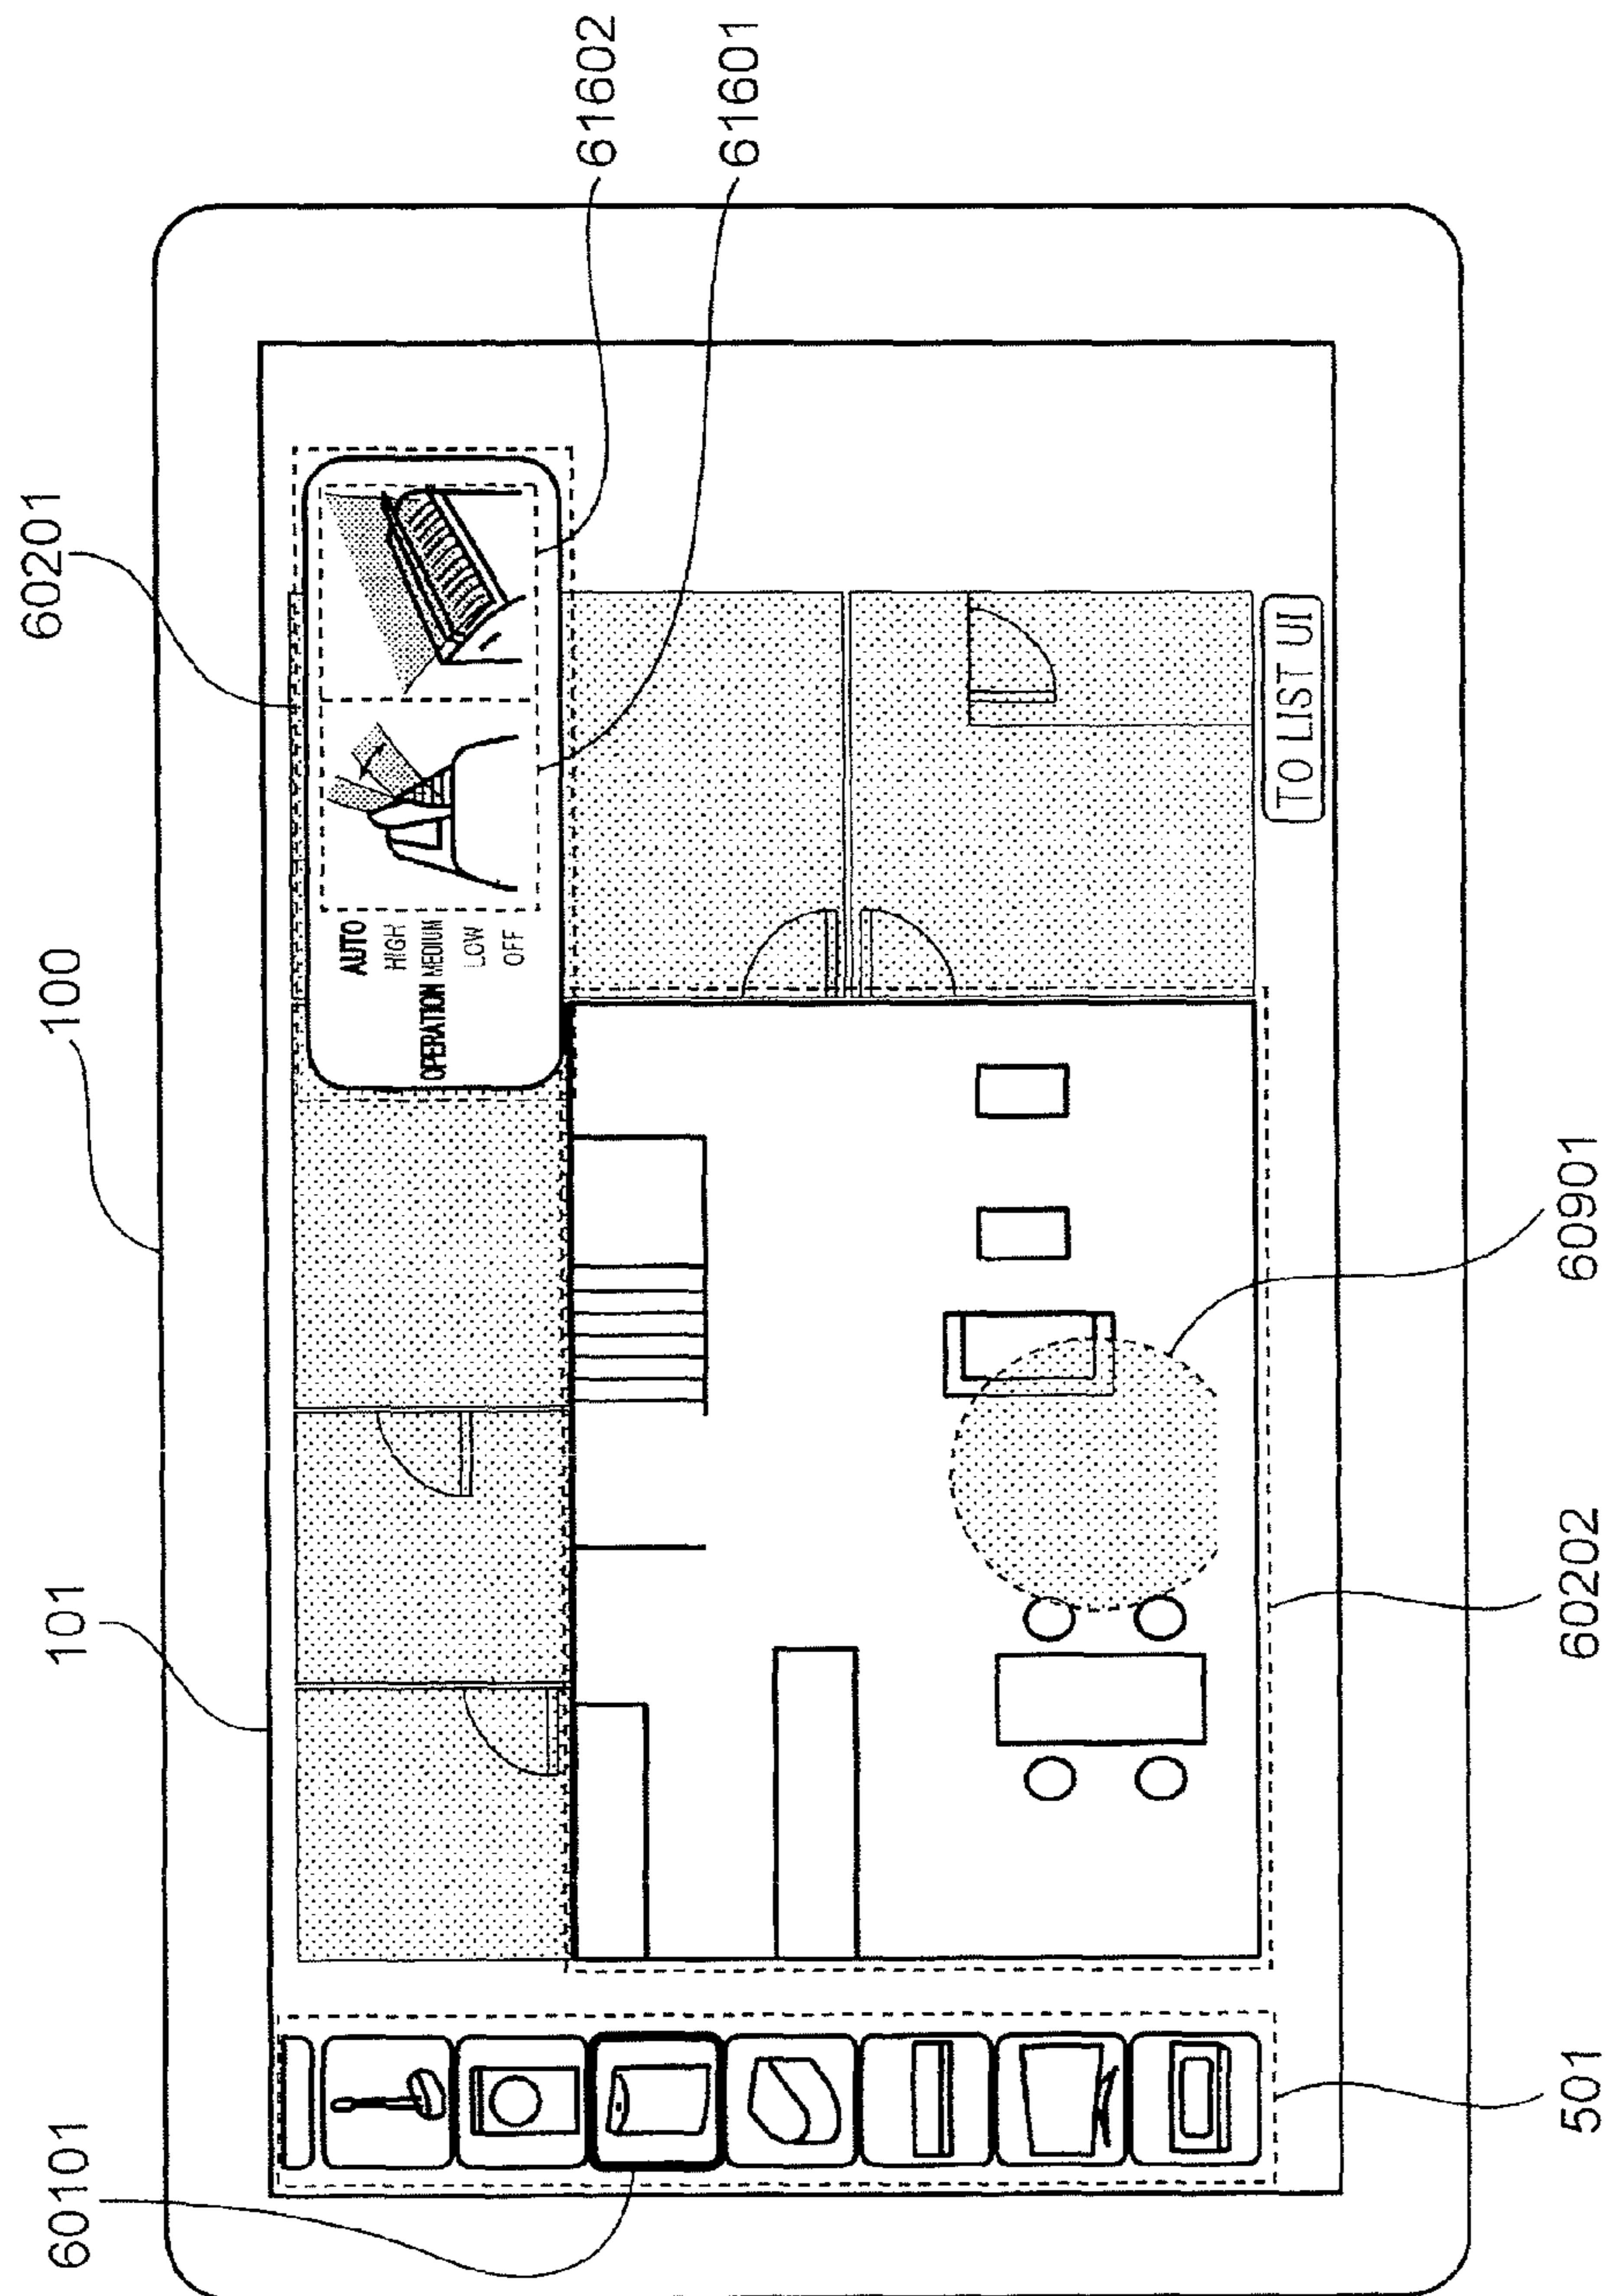 60101
101
100
60201
AUTO
HIGH
OPERATION MEDIUM
LOW
OFF
61602
61601
TO LIST UI
501
60202
60901